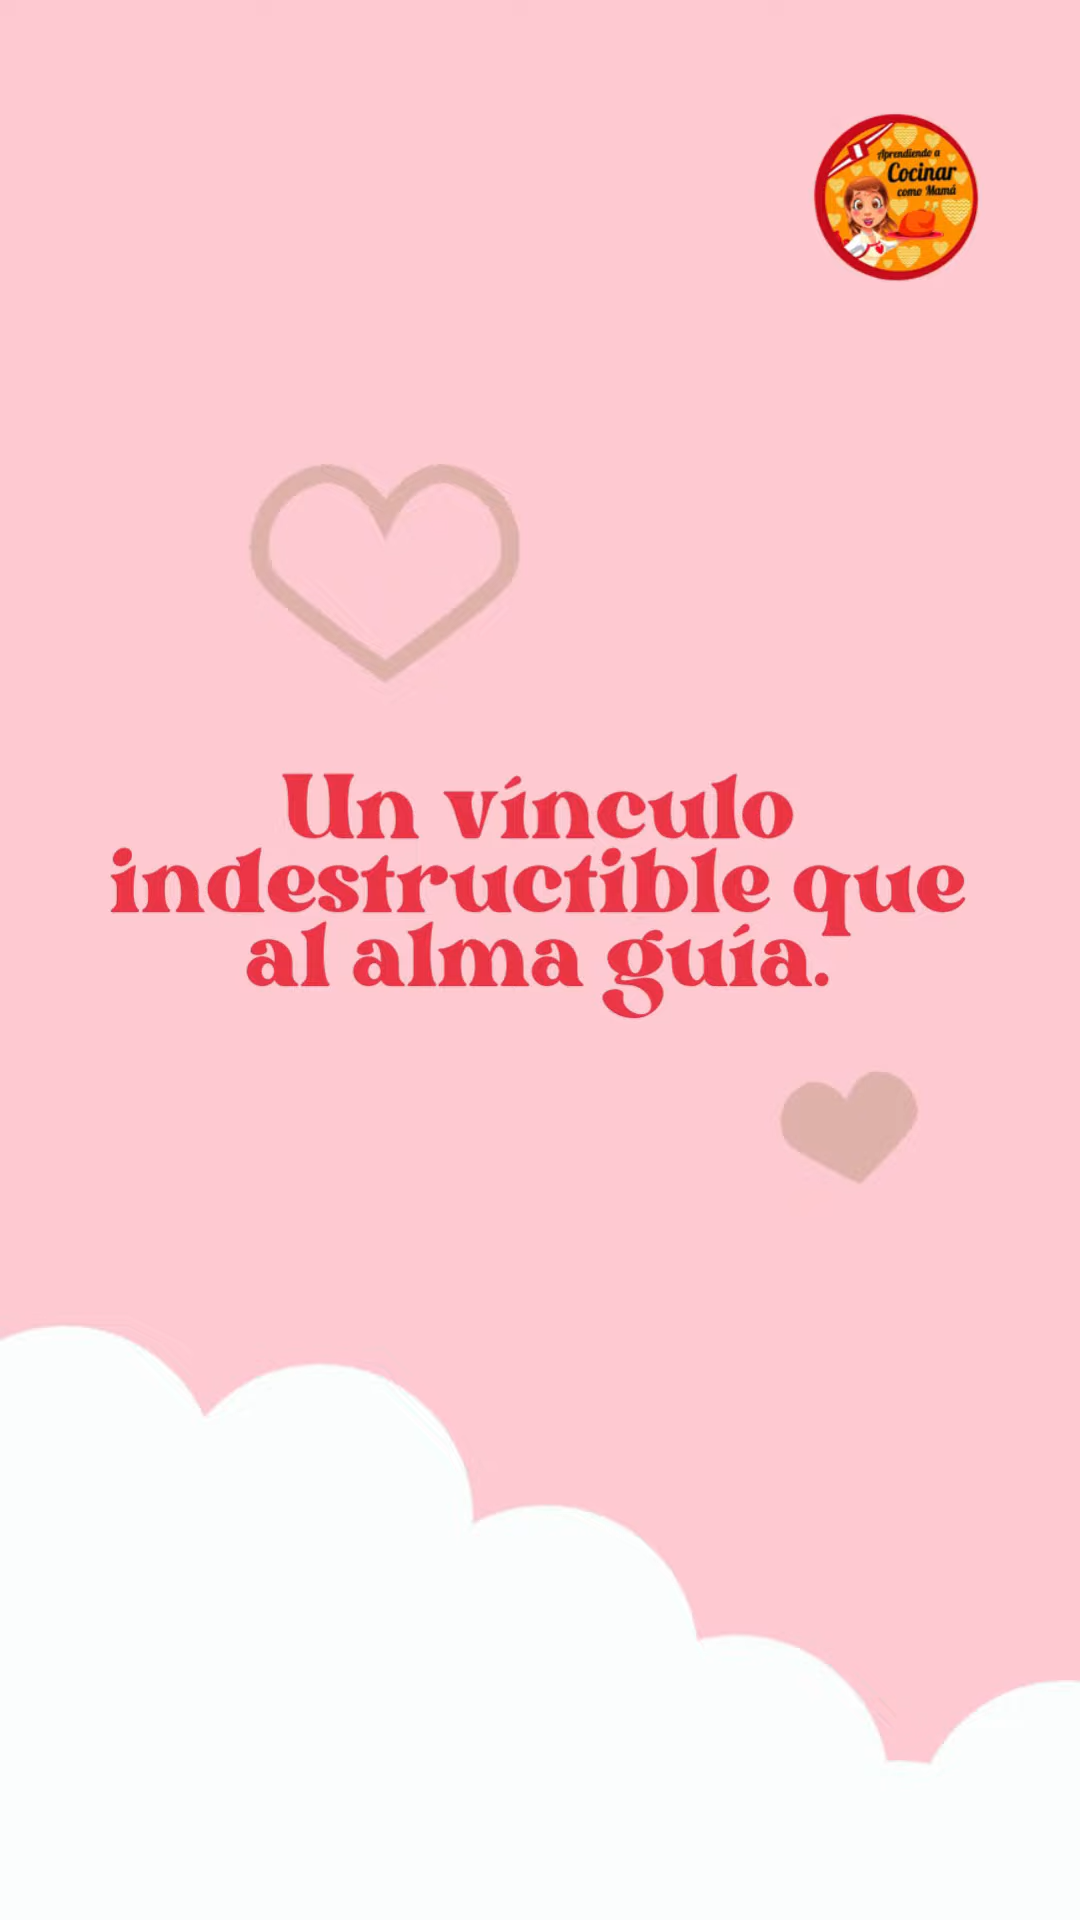 Aprendiendo a
Cocinar
como Mamá
Un vínculo
indestructible que
al alma guía.